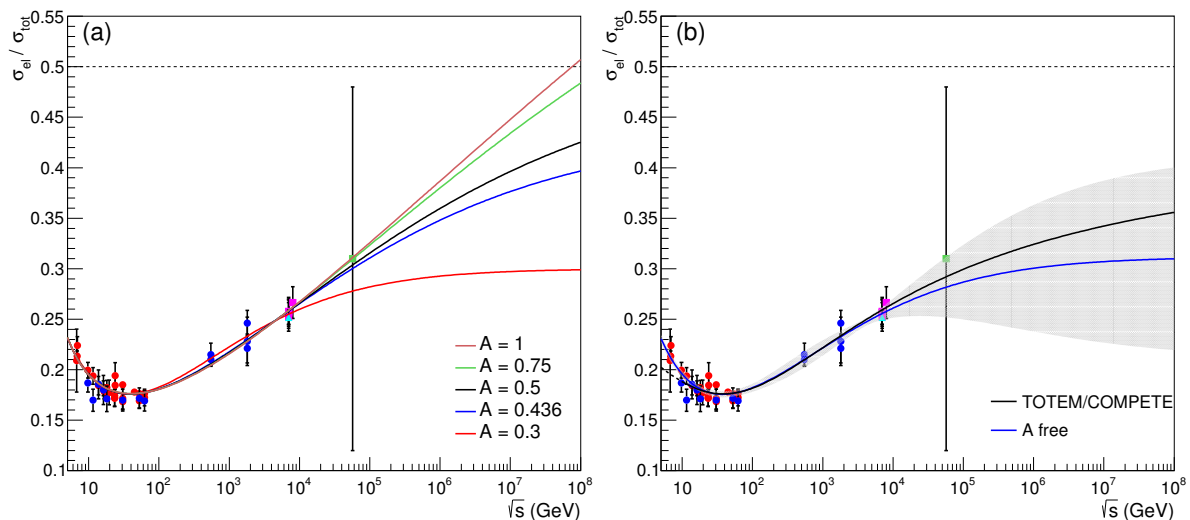 (a)
σel / σtot
0.55
0.5
0.45
0.4
0.35
0.3
0.25
0.2
0.15
0.1
A = 1
A = 0.75
A = 0.5
A = 0.436
A = 0.3
10 10² 10³ 10⁴ 10⁵ 10⁶ 10⁷ 10⁸
√s (GeV)
(b)
σel / σtot
0.55
0.5
0.45
0.4
0.35
0.3
0.25
0.2
0.15
0.1
TOTEM/COMPETE
A free
10 10² 10³ 10⁴ 10⁵ 10⁶ 10⁷ 10⁸
√s (GeV)